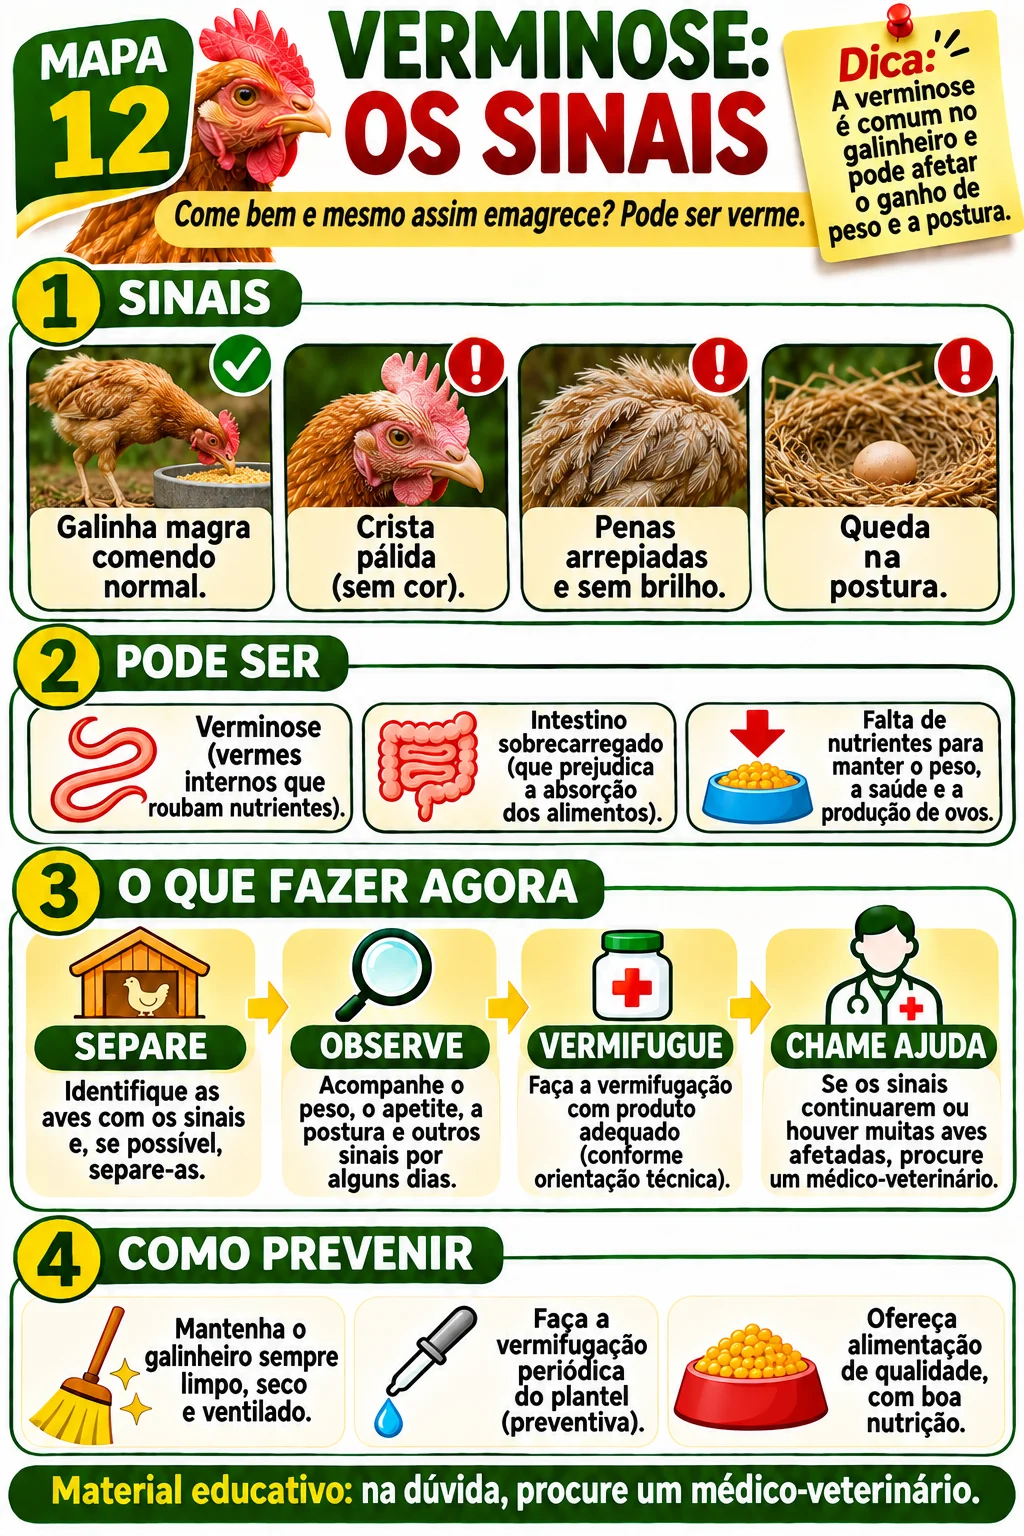 MAPA
12
VERMINOSE:
OS SINAIS
Come bem e mesmo assim emagrece? Pode ser verme.
Dica:
A verminose
é comum no
galinheiro e
pode afetar
o ganho de
peso e a postura.
1 SINAIS
Galinha magra
comendo
normal.
Crista
pálida
(sem cor).
Penas
arrepiadas
e sem brilho.
Queda
na
postura.
2 PODE SER
Verminose
(vermes
internos que
roubam nutrientes).
Intestino
sobrecarregado
(que prejudica
a absorção
dos alimentos).
Falta de
nutrientes para
manter o peso,
a saúde e a
produção de ovos.
3 O QUE FAZER AGORA
SEPARE
Identifique as
aves com os sinais
e, se possível,
separe-as.
OBSERVE
Acompanhe o
peso, o apetite, a
postura e outros
sinais por
alguns dias.
VERMIFUGUE
Faça a vermifugação
com produto
adequado
(conforme
orientação técnica).
CHAME AJUDA
Se os sinais
continuarem ou
houver muitas aves
afetadas, procure
um médico-veterinário.
4 COMO PREVENIR
Mantenha o
galinheiro sempre
limpo, seco
e ventilado.
Faça a
vermifugação
periódica
do plantel
(preventiva).
Ofereça
alimentação
de qualidade,
com boa
nutrição.
Material educativo: na dúvida, procure um médico-veterinário.